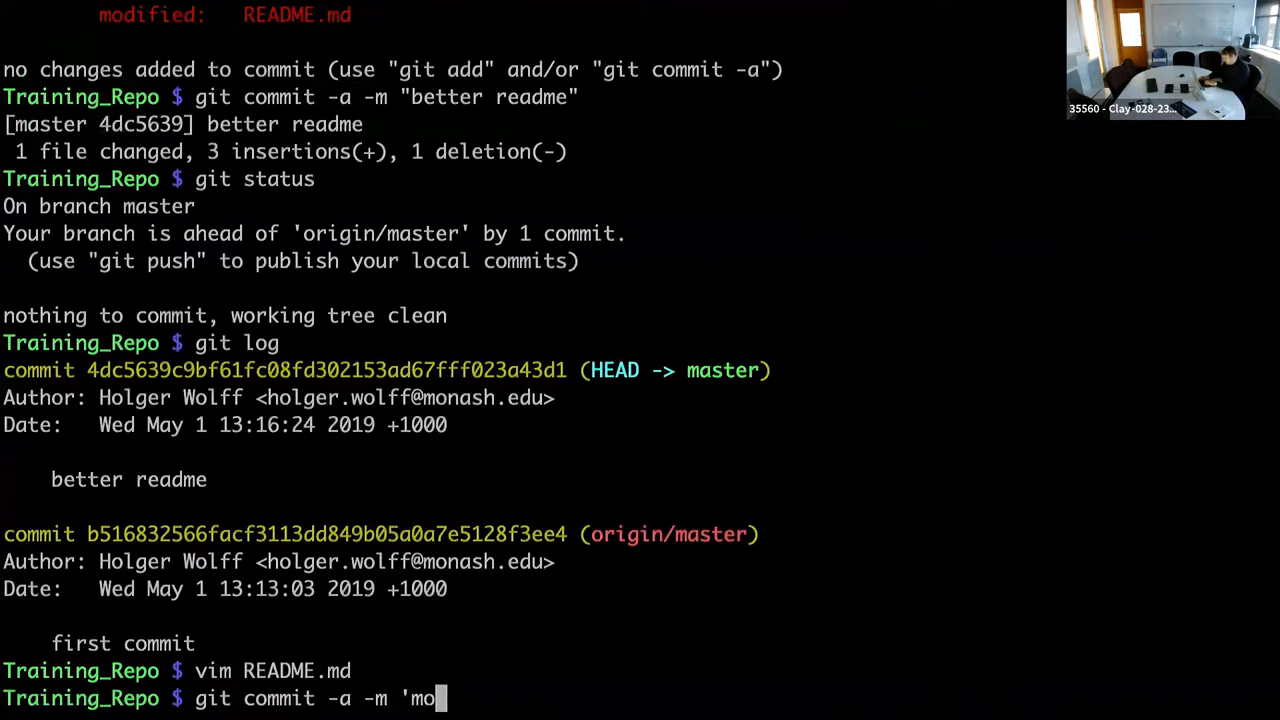 modified:   README.md
no changes added to commit (use "git add" and/or "git commit -a")
Training_Repo $ git commit -a -m "better readme"
[master 4dc5639] better readme
 1 file changed, 3 insertions(+), 1 deletion(-)
Training_Repo $ git status
On branch master
Your branch is ahead of 'origin/master' by 1 commit.
  (use "git push" to publish your local commits)
nothing to commit, working tree clean
Training_Repo $ git log
commit 4dc5639c9bf61fc08fd302153ad67fff023a43d1 (HEAD -> master)
Author: Holger Wolff <holger.wolff@monash.edu>
Date:   Wed May 1 13:16:24 2019 +1000
    better readme
commit b516832566facf3113dd849b05a0a7e5128f3ee4 (origin/master)
Author: Holger Wolff <holger.wolff@monash.edu>
Date:   Wed May 1 13:13:03 2019 +1000
    first commit
Training_Repo $ vim README.md
Training_Repo $ git commit -a -m 'mo
35560 - Clay-028-23...